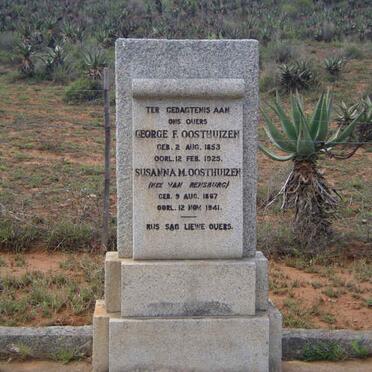 TER GEDAGTENIS AAN
ONS OUERS
GEORGE F. OOSTHUIZEN
GEB. 2 AUG. 1853
OORL. 12 FEB. 1925.
SUSANNA M. OOSTHUIZEN
(NEE VAN RENSBURG)
GEB. 9 AUG. 1867
OORL. 12 NOV. 1941.
RUS SAG LIEWE OUERS.